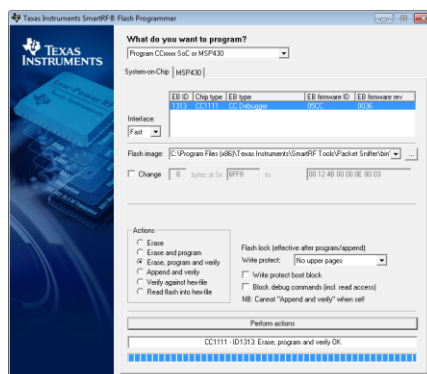 Texas Instruments SmartRF® Flash Programmer
TEXAS INSTRUMENTS
What do you want to program?
Program CCxxxx SoC or MSP430
System-on-Chip MSP430
EB ID Chip type EB type EB firmware ID EB firmware rev
1313 CC1111 CC Debugger 05CC 0036
Interface:
Fast
Flash image: C:\Program Files (x86)\Texas Instruments\SmartRF Tools\Packet Sniffer\bin\ ...
Change 8 bytes at 0x 6FF8 to 00 12 4B 00 00 0E 00 03
Actions
Erase
Erase and program
Erase, program and verify
Append and verify
Verify against hex-file
Read flash into hex-file
Flash lock (effective after program/append)
Write protect: No upper pages
Write protect boot block
Block debug commands (incl. read access)
NB: Cannot "Append and verify" when set!
Perform actions
CC1111 - ID1313: Erase, program and verify OK